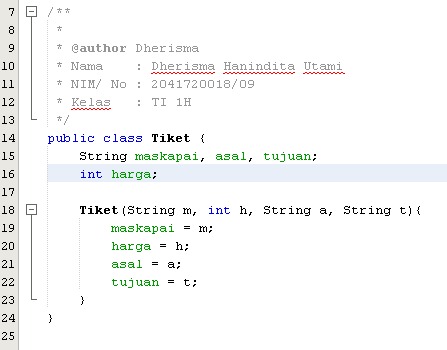 7 /**
8  *
9  * @author Dherisma
10  * Nama    : Dherisma Hanindita Utami
11  * NIM/ No : 2041720018/09
12  * Kelas   : TI 1H
13  */
14 public class Tiket {
15     String maskapai, asal, tujuan;
16     int harga;
17
18     Tiket(String m, int h, String a, String t){
19         maskapai = m;
20         harga = h;
21         asal = a;
22         tujuan = t;
23     }
24 }
25